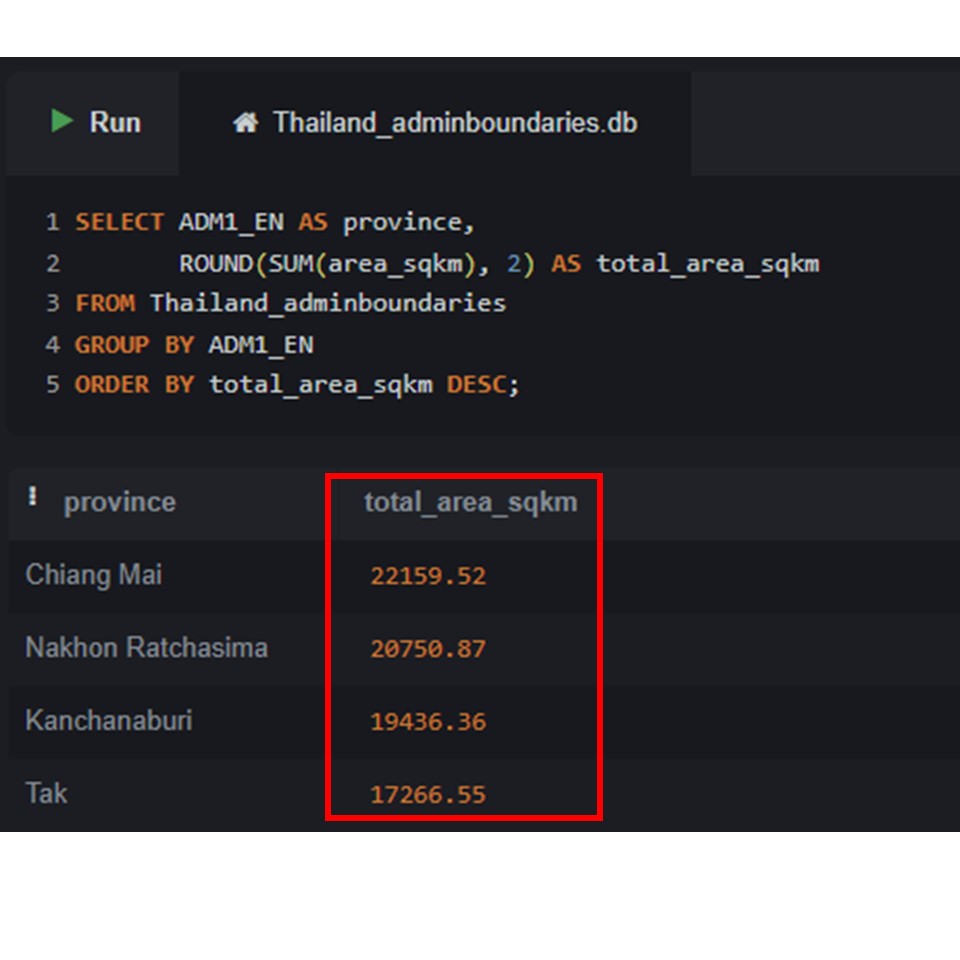 Run Thailand_adminboundaries.db
1 SELECT ADM1_EN AS province,
2 ROUND(SUM(area_sqkm), 2) AS total_area_sqkm
3 FROM Thailand_adminboundaries
4 GROUP BY ADM1_EN
5 ORDER BY total_area_sqkm DESC;
province total_area_sqkm
Chiang Mai 22159.52
Nakhon Ratchasima 20750.87
Kanchanaburi 19436.36
Tak 17266.55